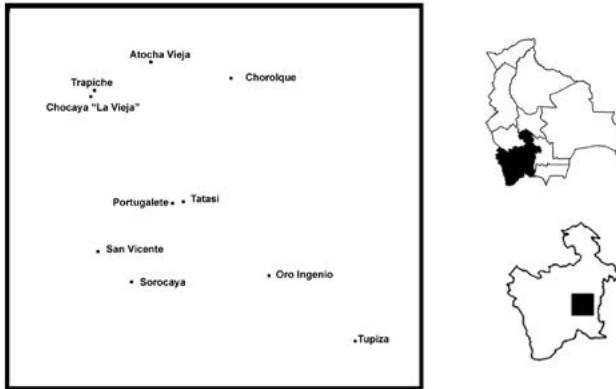 Atocha Vieja
Chorolque
Trapiche
Chocaya "La Vieja"
Portugalete
Tatasi
San Vicente
Oro Ingenio
Sorocaya
Tupiza